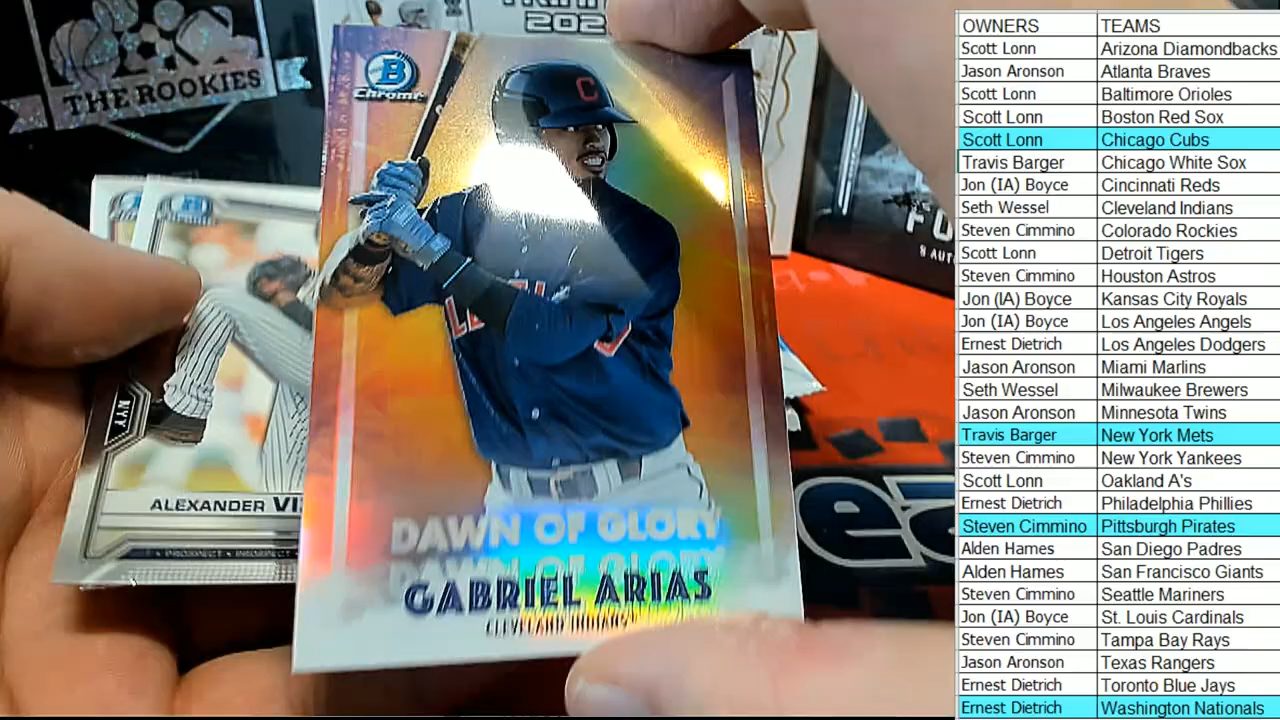 THE ROOKIES
202
B
Chrome
C
DAWN OF GLORY
GABRIEL ARIAS
CLEVELAND INDIANS
NYY
ALEXANDER VI
PROSPECT • PROSPECT
OWNERS TEAMS
Scott Lonn Arizona Diamondbacks
Jason Aronson Atlanta Braves
Scott Lonn Baltimore Orioles
Scott Lonn Boston Red Sox
Scott Lonn Chicago Cubs
Travis Barger Chicago White Sox
Jon (IA) Boyce Cincinnati Reds
Seth Wessel Cleveland Indians
Steven Cimmino Colorado Rockies
Scott Lonn Detroit Tigers
Steven Cimmino Houston Astros
Jon (IA) Boyce Kansas City Royals
Jon (IA) Boyce Los Angeles Angels
Ernest Dietrich Los Angeles Dodgers
Jason Aronson Miami Marlins
Seth Wessel Milwaukee Brewers
Jason Aronson Minnesota Twins
Travis Barger New York Mets
Steven Cimmino New York Yankees
Scott Lonn Oakland A's
Ernest Dietrich Philadelphia Phillies
Steven Cimmino Pittsburgh Pirates
Alden Hames San Diego Padres
Alden Hames San Francisco Giants
Steven Cimmino Seattle Mariners
Jon (IA) Boyce St. Louis Cardinals
Steven Cimmino Tampa Bay Rays
Jason Aronson Texas Rangers
Ernest Dietrich Toronto Blue Jays
Ernest Dietrich Washington Nationals